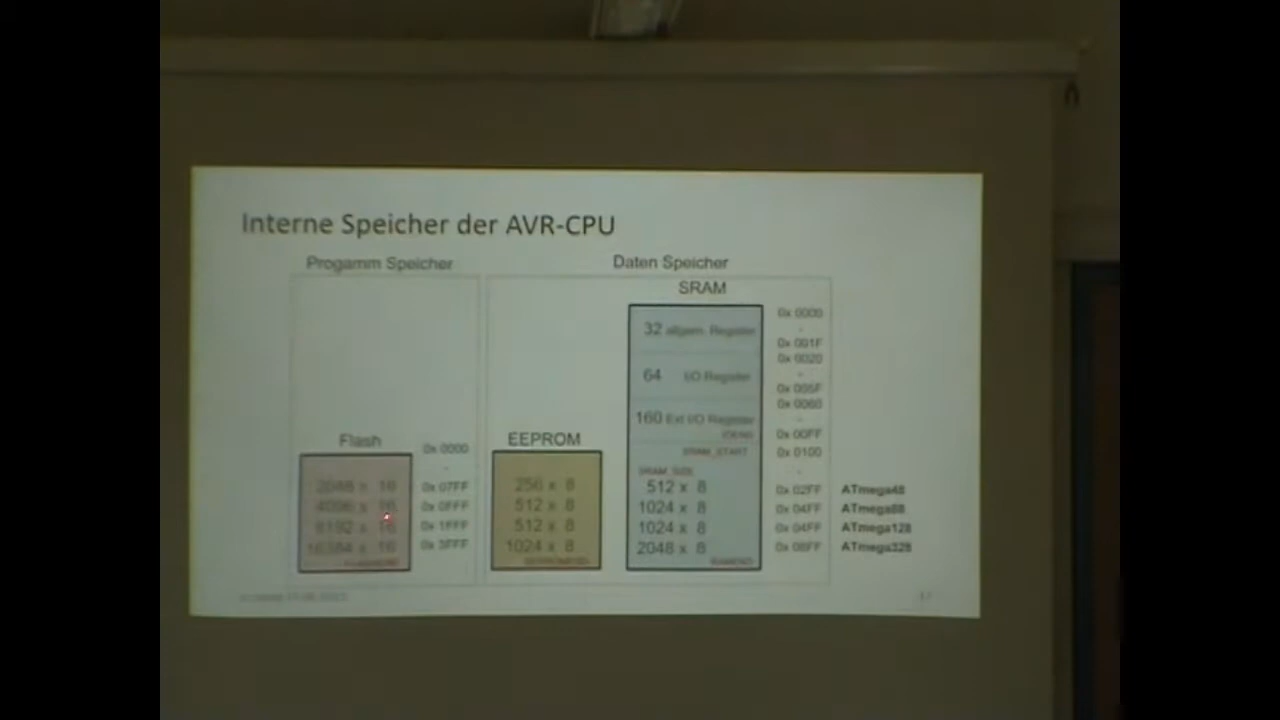 Interne Speicher der AVR-CPU
Progamm Speicher
Daten Speicher
SRAM
32 allgem. Register
64 I/O Register
160 Ext I/O Register
SRAM_START
SRAM_SIZE
512 x 8
1024 x 8
1024 x 8
2048 x 8
0x 0000
-
0x 001F
0x 0020
-
0x 005F
0x 0060
-
0x 00FF
0x 0100
-
0x 02FF ATmega48
0x 04FF ATmega88
0x 04FF ATmega128
0x 08FF ATmega328
Flash
2048 x 16
4096 x 16
8192 x 16
16384 x 16
0x 0000
-
0x 07FF
0x 0FFF
0x 1FFF
0x 3FFF
EEPROM
256 x 8
512 x 8
512 x 8
1024 x 8